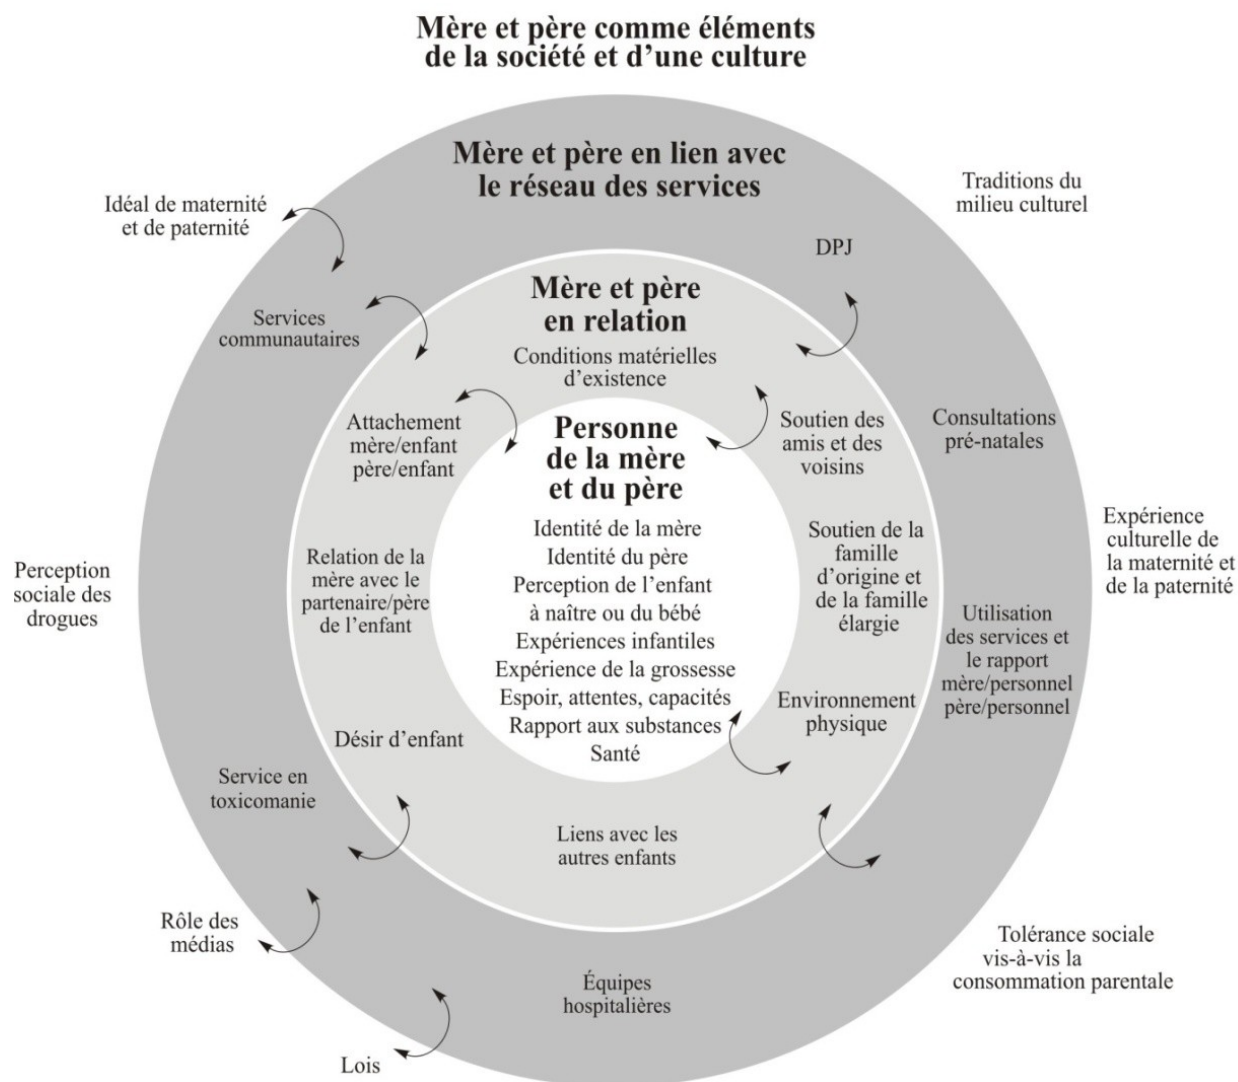 Mère et père comme éléments
de la société et d’une culture
Mère et père en lien avec
le réseau des services
Idéal de maternité
et de paternité
Traditions du
milieu culturel
DPJ
Services
communautaires
Mère et père
en relation
Conditions matérielles
d’existence
Attachement
mère/enfant
père/enfant
Soutien des
amis et des
voisins
Consultations
pré-natales
Personne
de la mère
et du père
Identité de la mère
Identité du père
Perception de l’enfant
à naître ou du bébé
Expériences infantiles
Expérience de la grossesse
Espoir, attentes, capacités
Rapport aux substances
Santé
Perception
sociale des
drogues
Relation de la
mère avec le
partenaire/père
de l’enfant
Soutien de la
famille
d’origine et
de la famille
élargie
Expérience
culturelle de
la maternité et
de la paternité
Utilisation
des services et
le rapport
mère/personnel
père/personnel
Environnement
physique
Désir d’enfant
Service en
toxicomanie
Liens avec les
autres enfants
Rôle des
médias
Tolérance sociale
vis-à-vis la
consommation parentale
Équipes
hospitalières
Lois